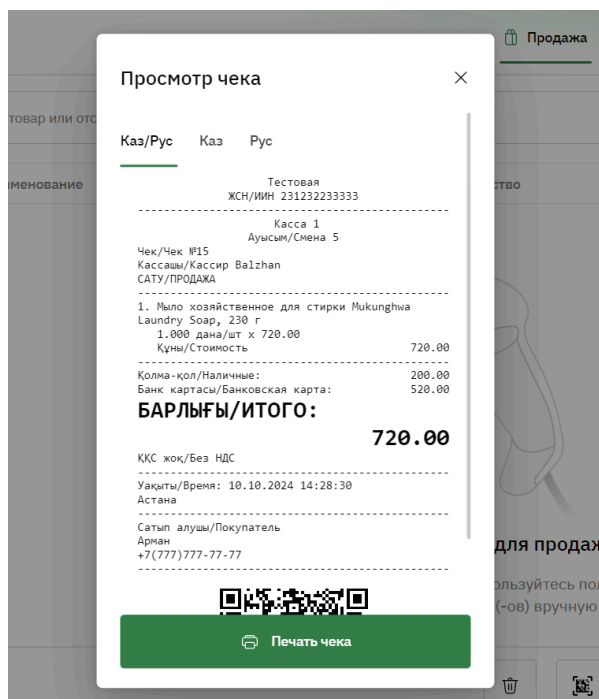 Продажа
Просмотр чека
товар или отс
Каз/Рус Каз Рус
именование
ство
Тестовая
ЖСН/ИИН 231232233333
Касса 1
Ауысым/Смена 5
Чек/Чек №15
Кассашы/Кассир Balzhan
САТУ/ПРОДАЖА
1. Мыло хозяйственное для стирки Mukunghwa
Laundry Soap, 230 г
1.000 дана/шт x 720.00
Құны/Стоимость 720.00
Қолма-қол/Наличные: 200.00
Банк картасы/Банковская карта: 520.00
БАРЛЫҒЫ/ИТОГО:
720.00
ҚҚС жоқ/Без НДС
Уақыты/Время: 10.10.2024 14:28:30
Астана
Сатып алушы/Покупатель
Арман
+7(777)777-77-77
для продаж
ользуйтесь пол
(-ов) вручную
Печать чека